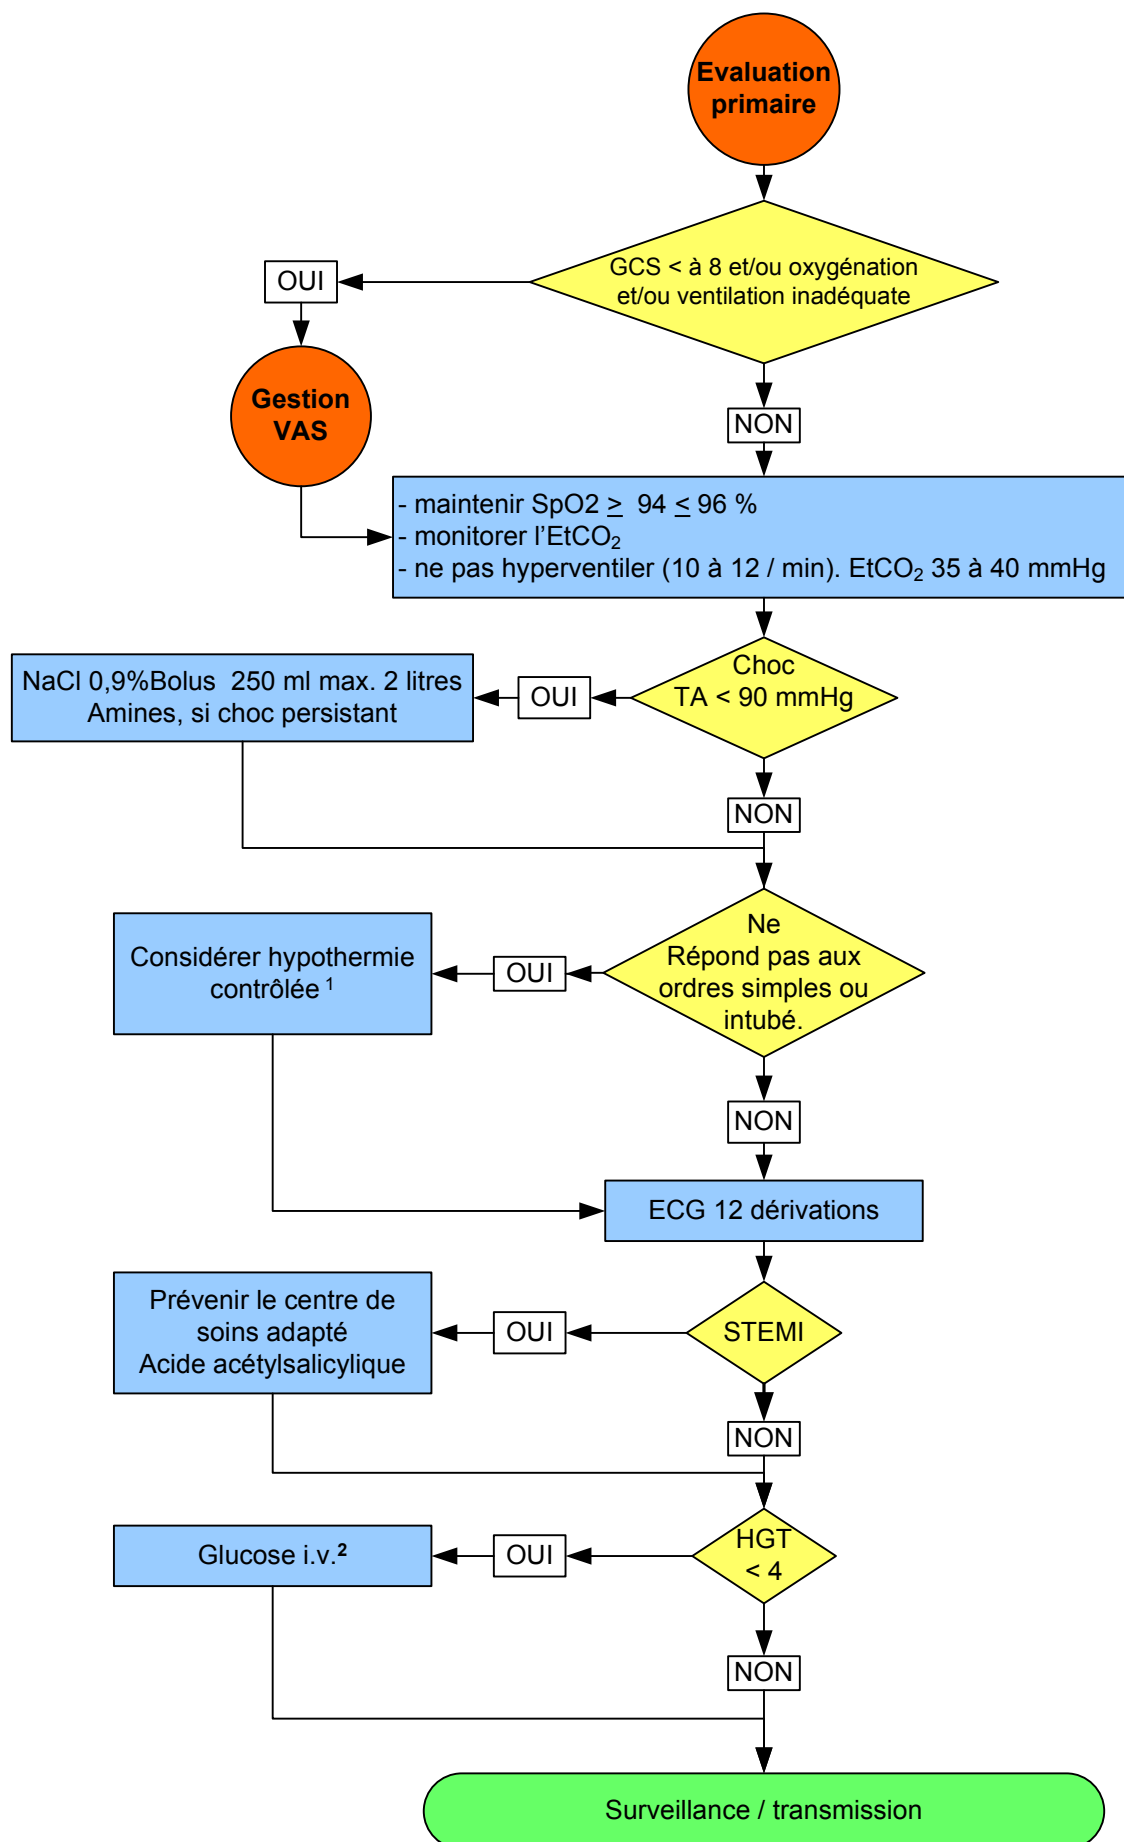 Evaluation
primaire
GCS < à 8 et/ou oxygénation
et/ou ventilation inadéquate
OUI
Gestion
VAS
NON
- maintenir SpO2 ≥ 94 ≤ 96 %
- monitorer l'EtCO₂
- ne pas hyperventiler (10 à 12 / min). EtCO₂ 35 à 40 mmHg
Choc
TA < 90 mmHg
OUI
NaCl 0,9%Bolus 250 ml max. 2 litres
Amines, si choc persistant
NON
Ne
Répond pas aux
ordres simples ou
intubé.
OUI
Considérer hypothermie
contrôlée ¹
NON
ECG 12 dérivations
STEMI
OUI
Prévenir le centre de
soins adapté
Acide acétylsalicylique
NON
HGT
< 4
OUI
Glucose i.v.²
NON
Surveillance / transmission